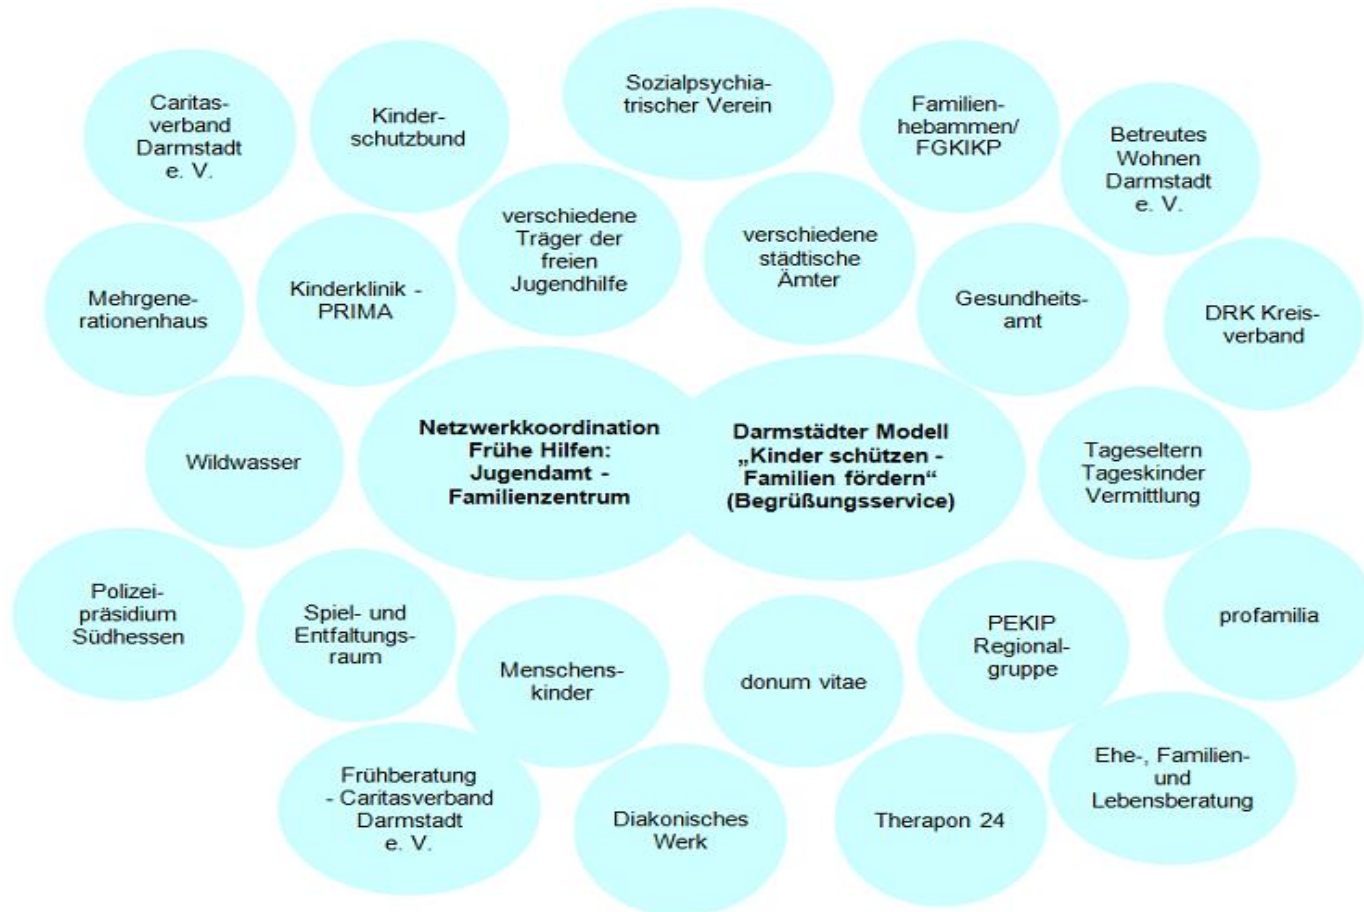 Caritas-
verband
Darmstadt
e. V.
Kinder-
schutzbund
Sozialpsychia-
trischer Verein
Familien-
hebammen/
FGKIKP
Betreutes
Wohnen
Darmstadt
e. V.
verschiedene
Träger der
freien
Jugendhilfe
verschiedene
städtische
Ämter
Mehrgene-
rationenhaus
Kinderklinik -
PRIMA
Gesundheits-
amt
DRK Kreis-
verband
Netzwerkkoordination
Frühe Hilfen:
Jugendamt -
Familienzentrum
Darmstädter Modell
„Kinder schützen -
Familien fördern“
(Begrüßungsservice)
Wildwasser
Tageseltern
Tageskinder
Vermittlung
Polizei-
präsidium
Südhessen
Spiel- und
Entfaltungs-
raum
Menschens-
kinder
donum vitae
PEKIP
Regional-
gruppe
profamilia
Frühberatung
- Caritasverband
Darmstadt
e. V.
Diakonisches
Werk
Therapon 24
Ehe-, Familien-
und
Lebensberatung